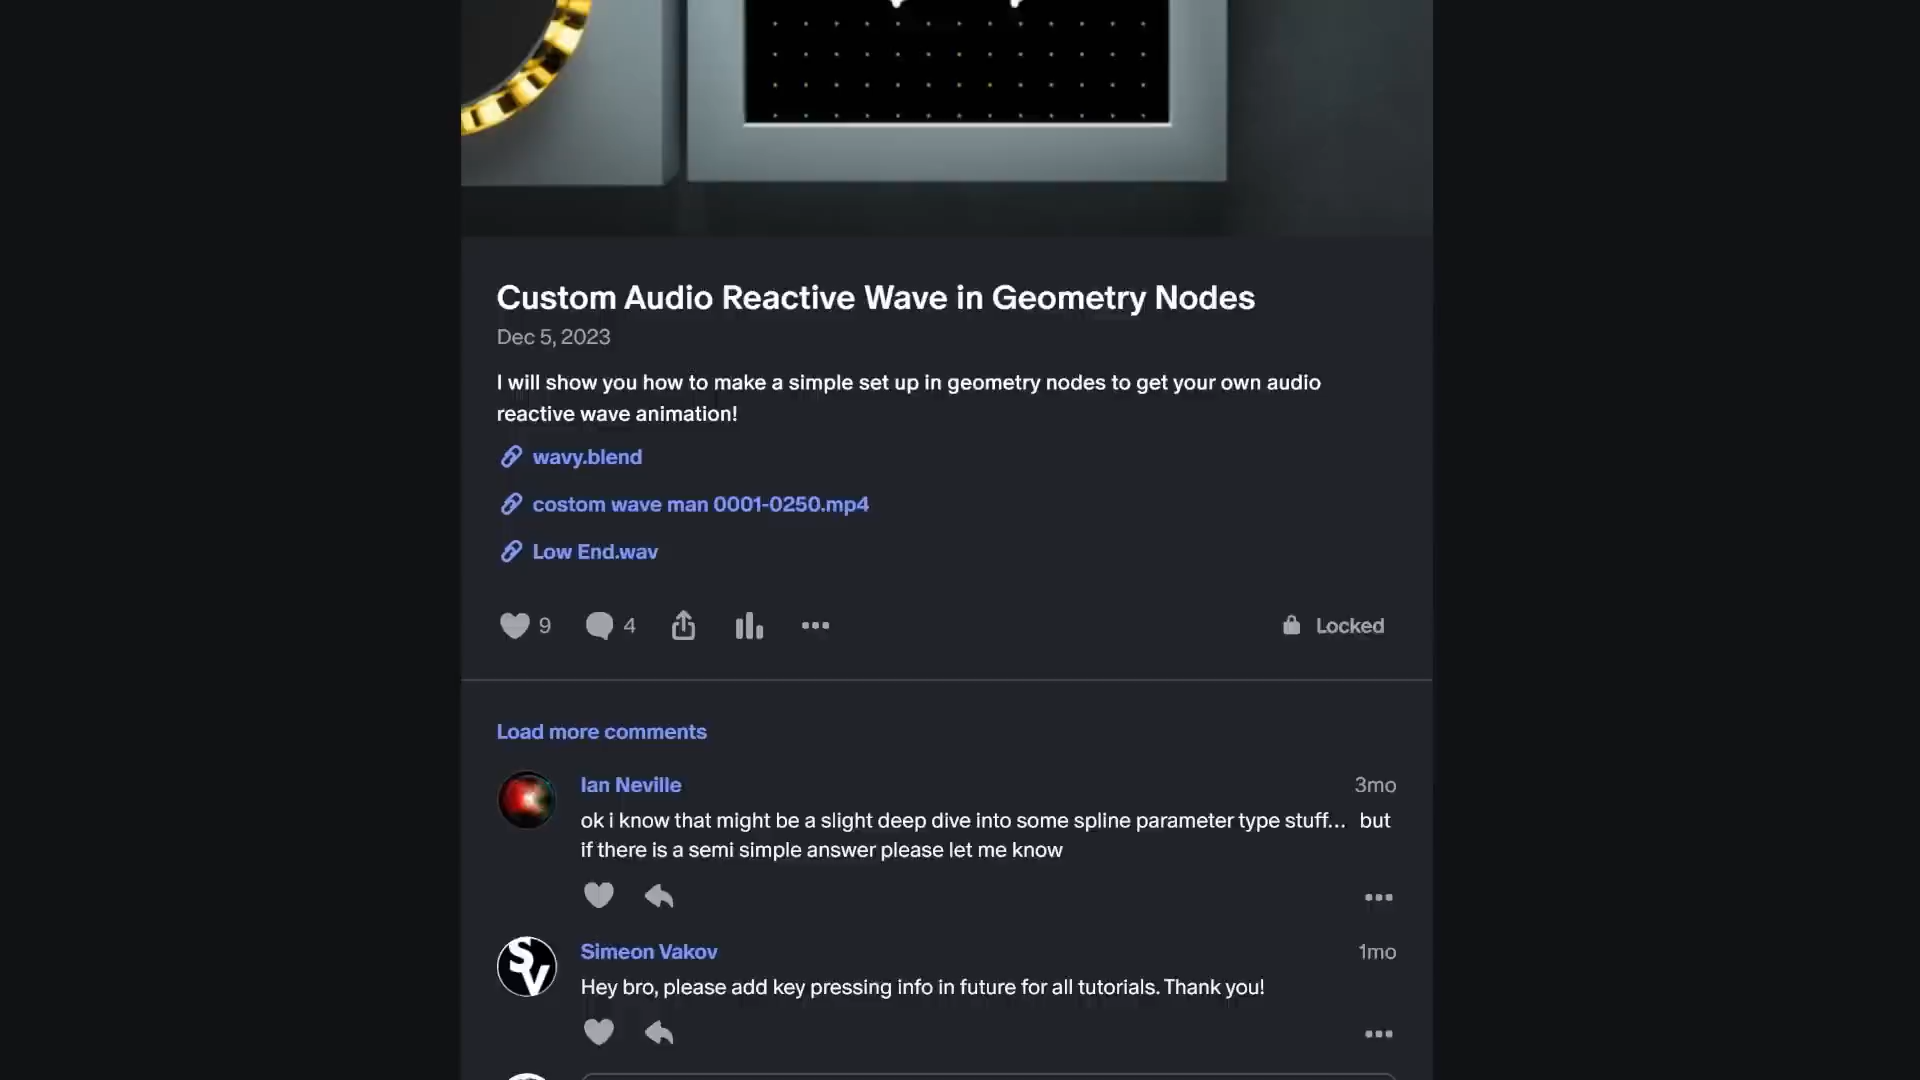 Custom Audio Reactive Wave in Geometry Nodes
Dec 5, 2023
I will show you how to make a simple set up in geometry nodes to get your own audio
reactive wave animation!
wavy.blend
costom wave man 0001-0250.mp4
Low End.wav
9 4 Locked
Load more comments
Ian Neville 3mo
ok i know that might be a slight deep dive into some spline parameter type stuff... but
if there is a semi simple answer please let me know
SV
Simeon Vakov 1mo
Hey bro, please add key pressing info in future for all tutorials. Thank you!